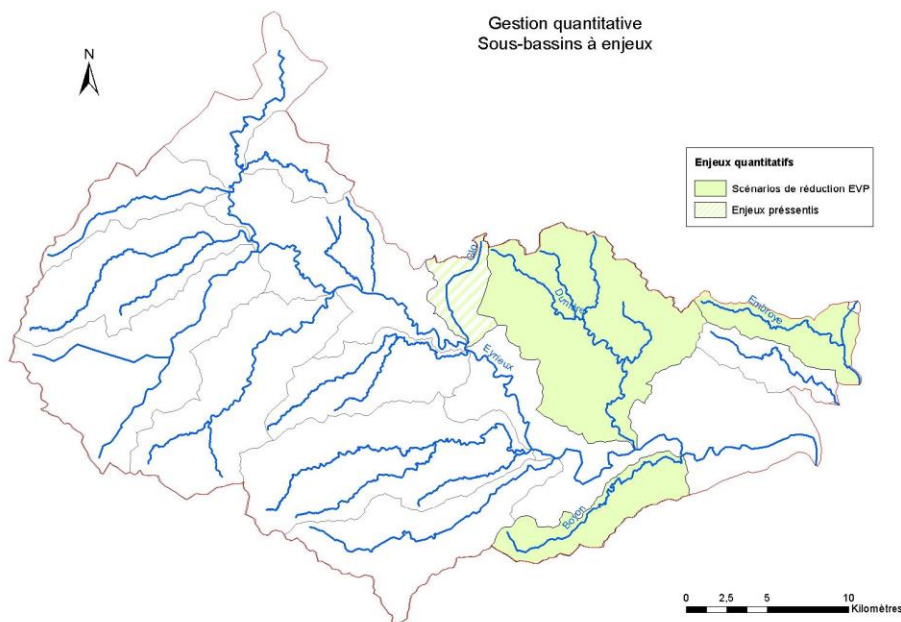 Gestion quantitative
Sous-bassins à enjeux
N
Enjeux quantitatifs
Scénarios de réduction EVP
Enjeux préssentis
Glo
Dunière
Embroye
Eyrieux
Boyon
0 2,5 5 10
Kilomètres